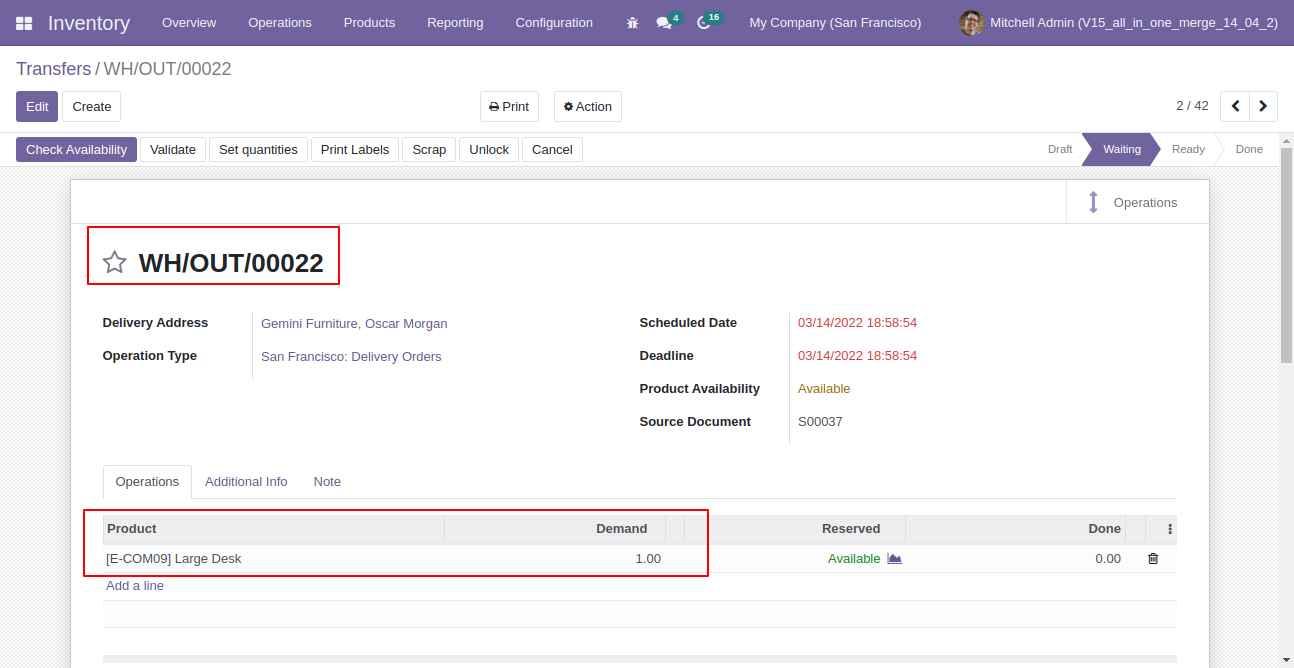 Inventory Overview Operations Products Reporting Configuration 4 16 My Company (San Francisco) Mitchell Admin (V15_all_in_one_merge_14_04_2)
Transfers / WH/OUT/00022
Edit Create Print Action 2 / 42
Check Availability Validate Set quantities Print Labels Scrap Unlock Cancel Draft Waiting Ready Done
Operations
WH/OUT/00022
Delivery Address Gemini Furniture, Oscar Morgan Scheduled Date 03/14/2022 18:58:54
Operation Type San Francisco: Delivery Orders Deadline 03/14/2022 18:58:54
Product Availability Available
Source Document S00037
Operations Additional Info Note
Product Demand Reserved Done
[E-COM09] Large Desk 1.00 Available 0.00
Add a line